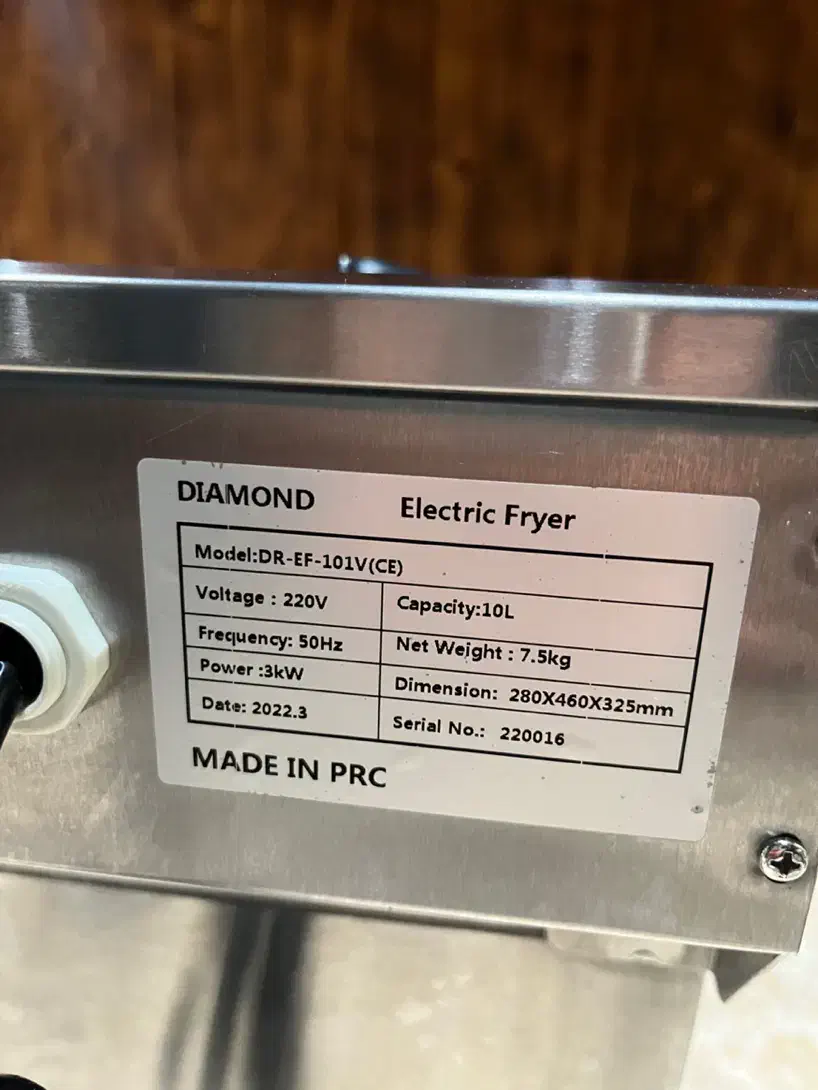 DIAMOND Electric Fryer
Model:DR-EF-101V(CE)
Voltage : 220V Capacity:10L
Frequency: 50Hz Net Weight : 7.5kg
Power :3kW Dimension: 280X460X325mm
Date: 2022.3 Serial No.: 220016
MADE IN PRC